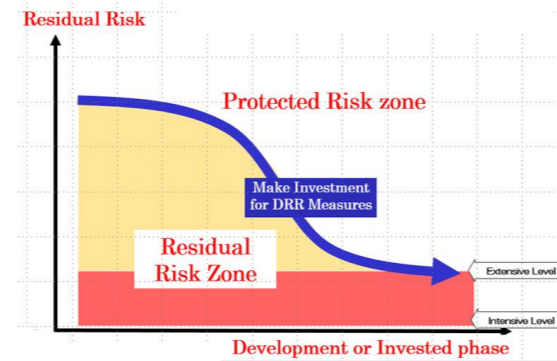 Residual Risk
Protected Risk zone
Make Investment
for DRR Measures
Residual
Risk Zone
Extensive Level
Intensive Level
Development or Invested phase